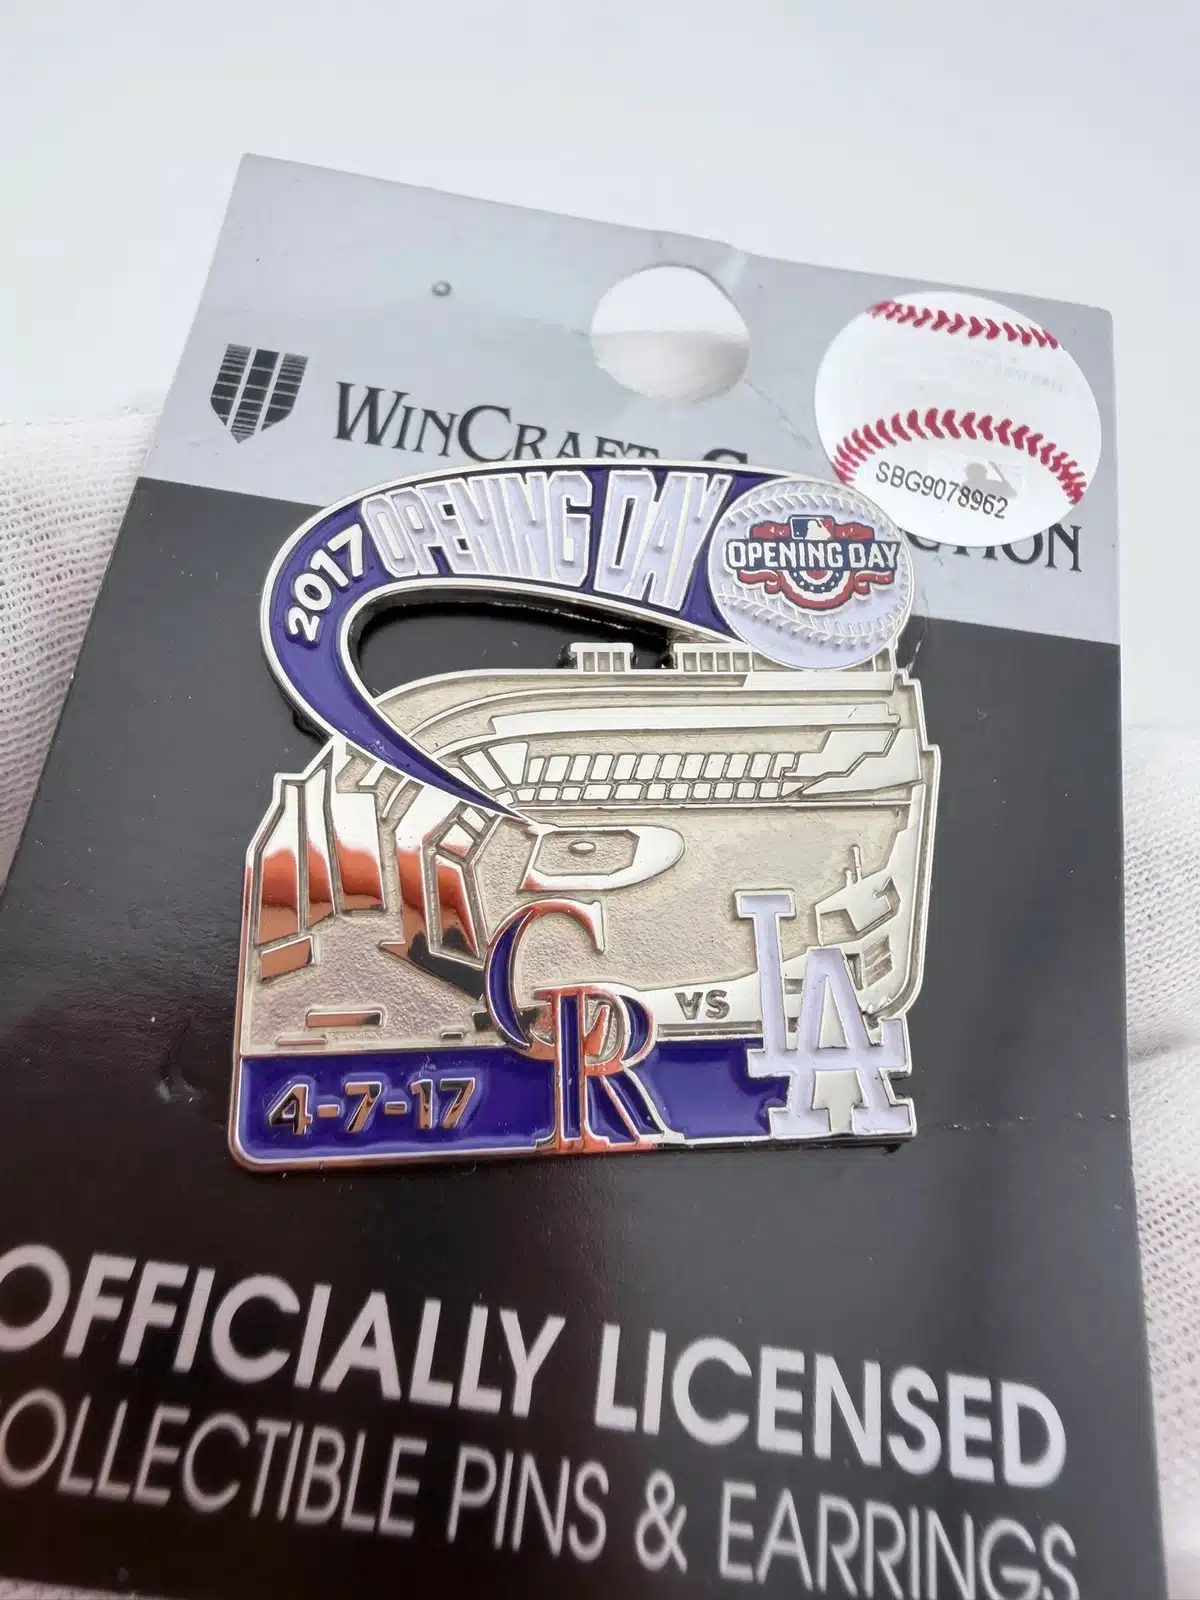 WINCRAFT
SBG9078962
2017 OPENING DAY
OPENING DAY
CR VS LA
4-7-17
OFFICIALLY LICENSED
COLLECTIBLE PINS & EARRINGS